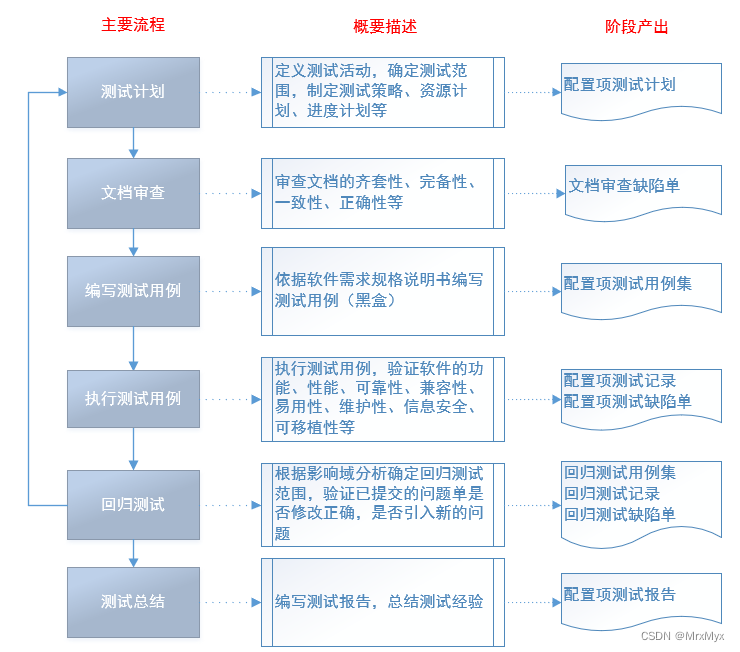 主要流程
概要描述
阶段产出
测试计划
定义测试活动，确定测试范
围，制定测试策略、资源计
划、进度计划等
配置项测试计划
文档审查
审查文档的齐套性、完备性、
一致性、正确性等
文档审查缺陷单
编写测试用例
依据软件需求规格说明书编写
测试用例（黑盒）
配置项测试用例集
执行测试用例
执行测试用例，验证软件的功
能、性能、可靠性、兼容性、
易用性、维护性、信息安全、
可移植性等
配置项测试记录
配置项测试缺陷单
回归测试
根据影响域分析确定回归测试
范围，验证已提交的问题单是
否修改正确，是否引入新的问
题
回归测试用例集
回归测试记录
回归测试缺陷单
测试总结
编写测试报告，总结测试经验
配置项测试报告
CSDN @MrxMyx